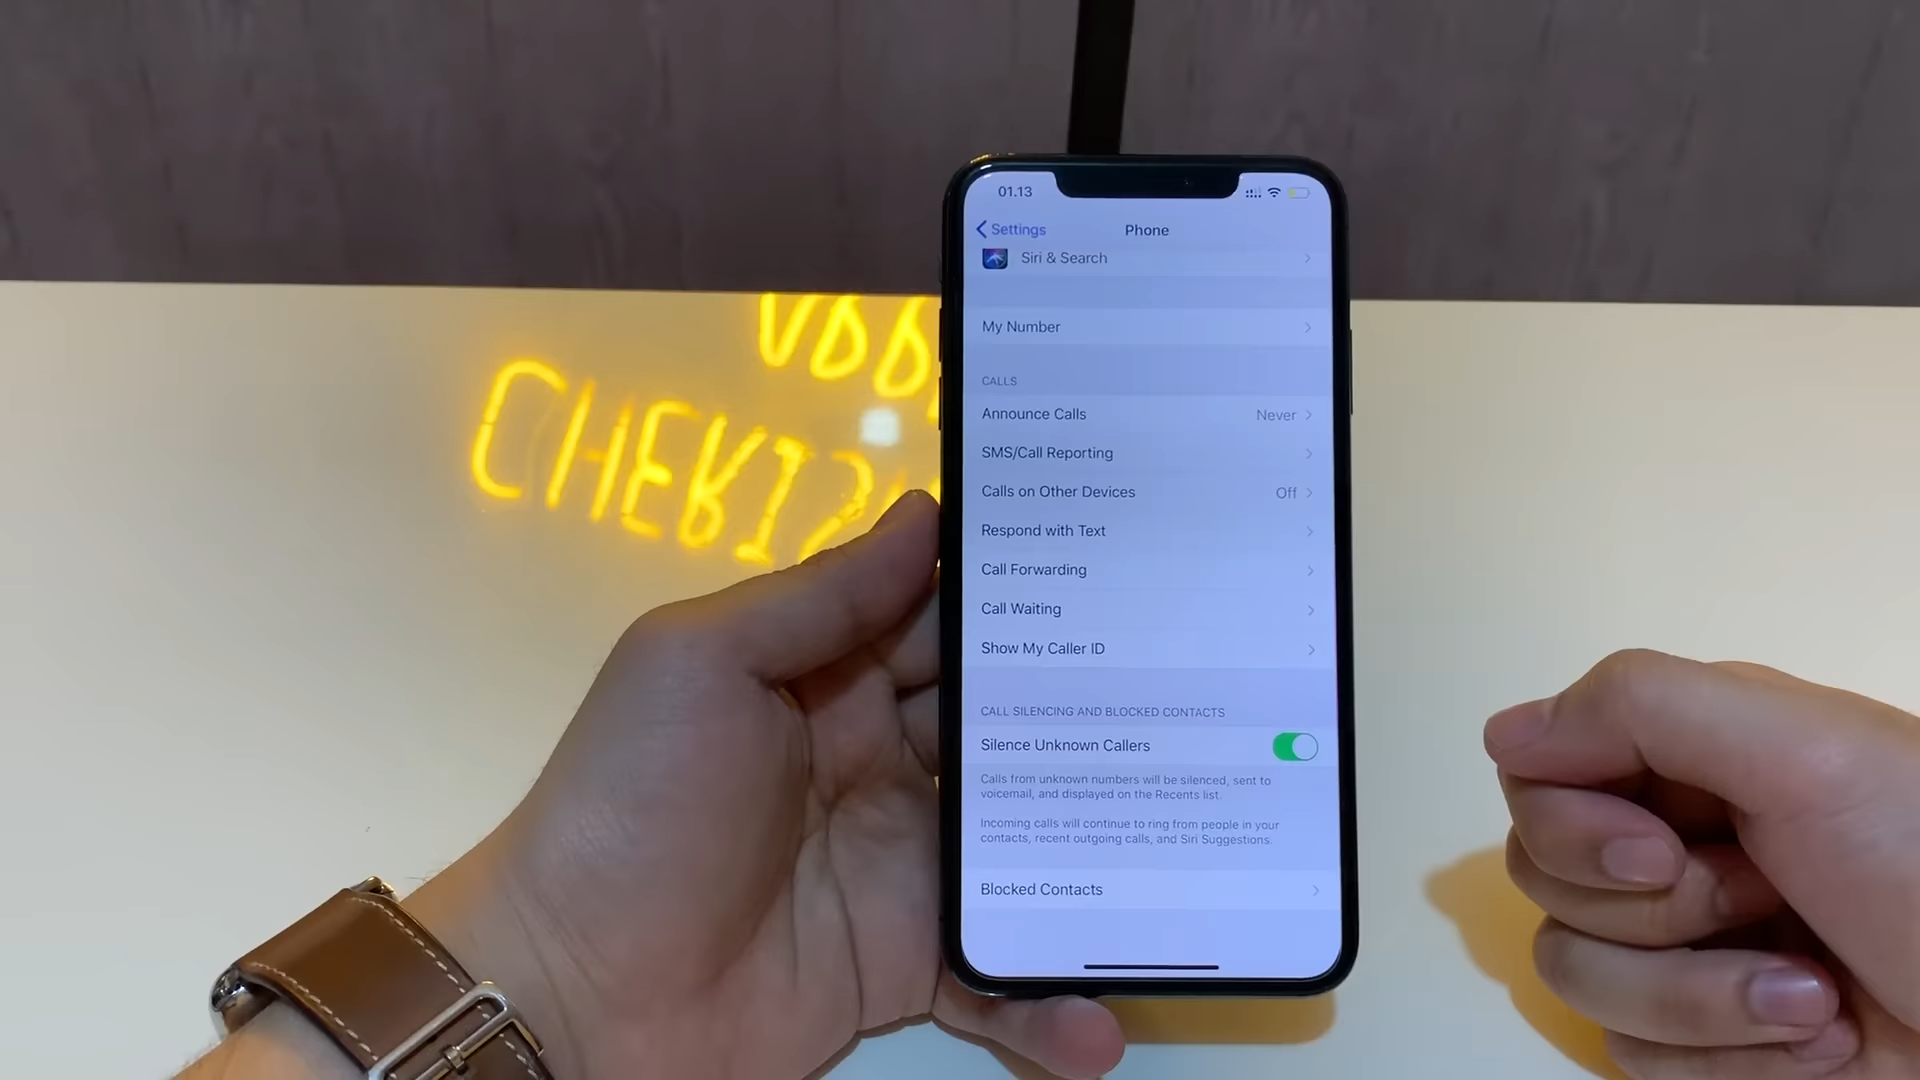 01.13
Settings
Phone
Siri & Search
My Number
CALLS
Announce Calls Never
SMS/Call Reporting
Calls on Other Devices Off
Respond with Text
Call Forwarding
Call Waiting
Show My Caller ID
CALL SILENCING AND BLOCKED CONTACTS
Silence Unknown Callers
Calls from unknown numbers will be silenced, sent to
voicemail, and displayed on the Recents list.
Incoming calls will continue to ring from people in your
contacts, recent outgoing calls, and Siri Suggestions.
Blocked Contacts